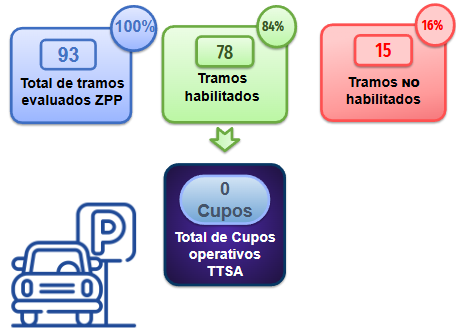 93
100%
Total de tramos
evaluados ZPP
78
84%
Tramos
habilitados
15
16%
Tramos NO
habilitados
0
Cupos
Total de Cupos
operativos
TTSA
P